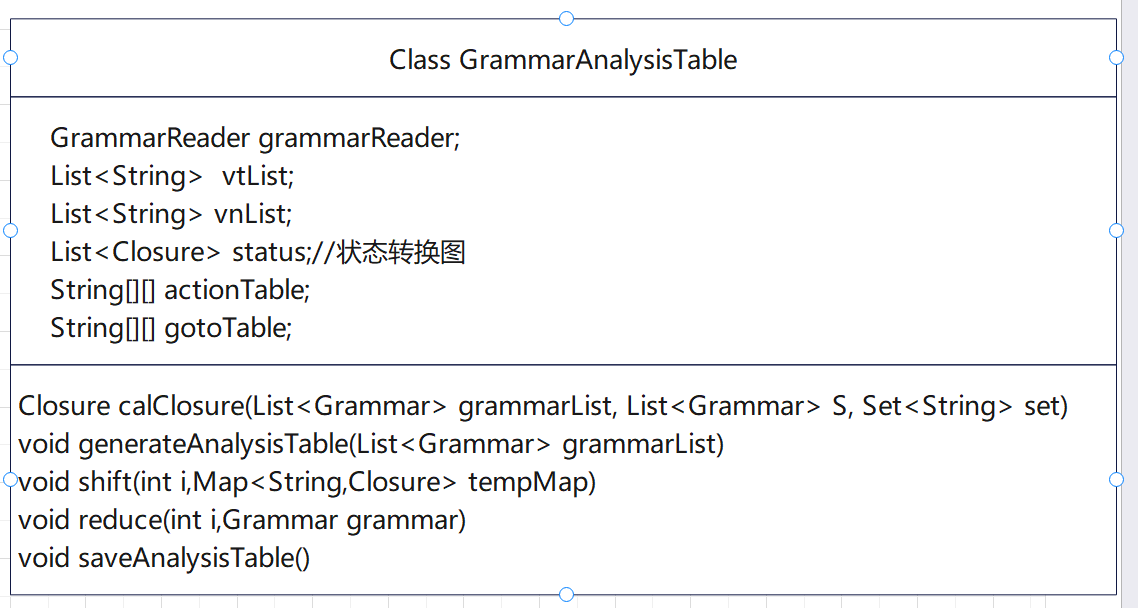 Class GrammarAnalysisTable
GrammarReader grammarReader;
List<String>  vtList;
List<String> vnList;
List<Closure> status;//状态转换图
String[][] actionTable;
String[][] gotoTable;
Closure calClosure(List<Grammar> grammarList, List<Grammar> S, Set<String> set)
void generateAnalysisTable(List<Grammar> grammarList)
void shift(int i,Map<String,Closure> tempMap)
void reduce(int i,Grammar grammar)
void saveAnalysisTable()